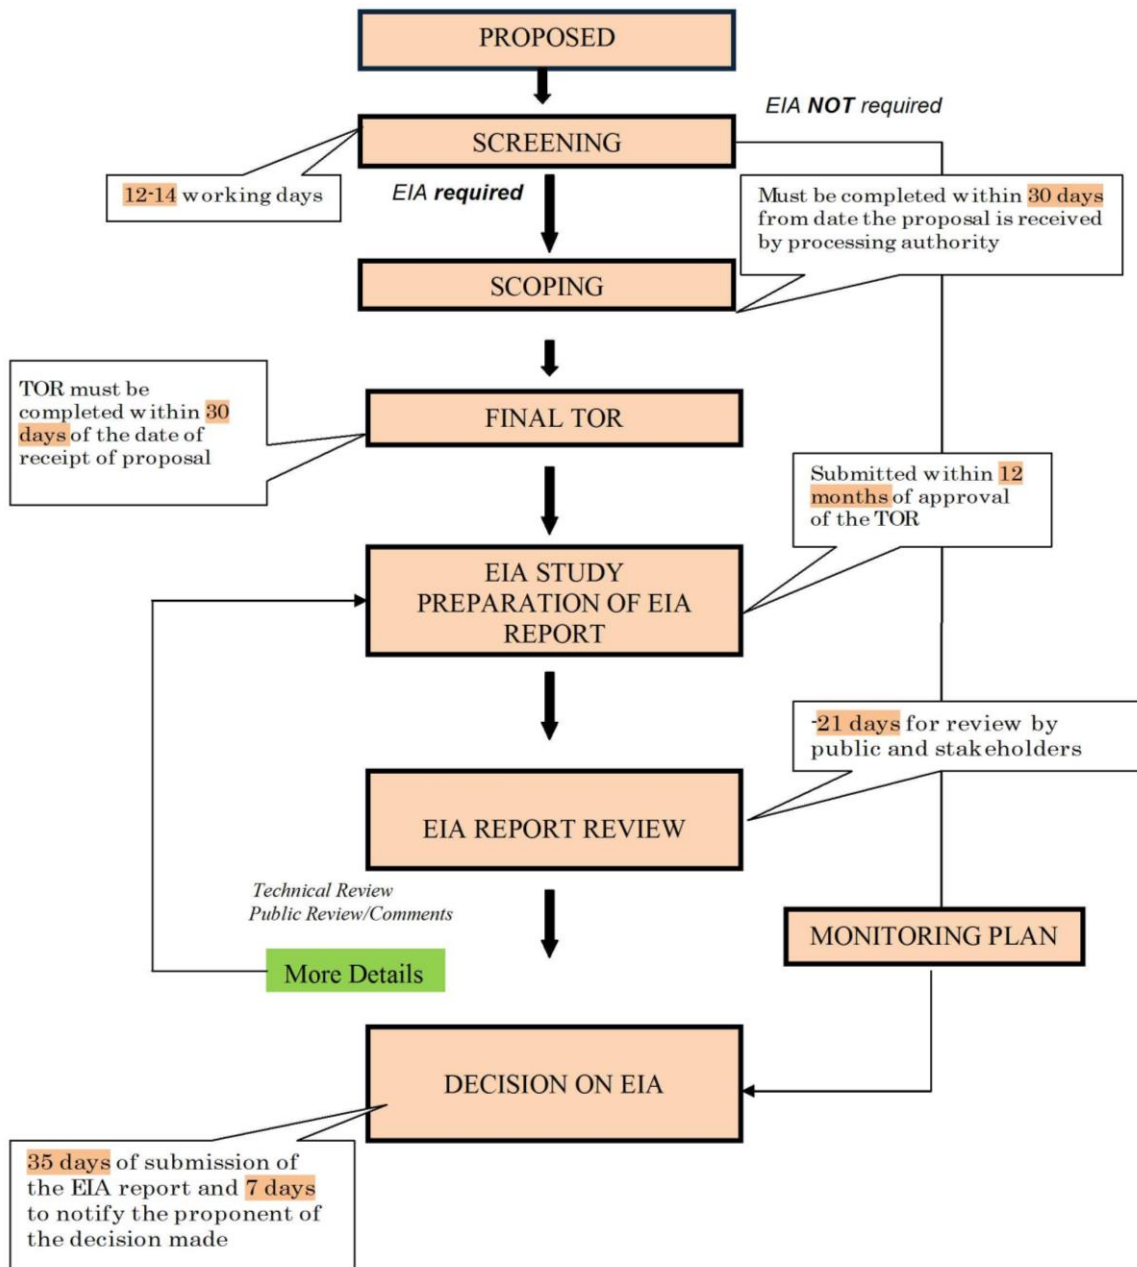 PROPOSED
EIA NOT required
SCREENING
12-14 working days
EIA required
Must be completed within 30 days
from date the proposal is received
by processing authority
SCOPING
TOR must be
completed within 30
days of the date of
receipt of proposal
FINAL TOR
Submitted within 12
months of approval
of the TOR
EIA STUDY
PREPARATION OF EIA
REPORT
-21 days for review by
public and stakeholders
EIA REPORT REVIEW
Technical Review
Public Review/Comments
More Details
MONITORING PLAN
DECISION ON EIA
35 days of submission of
the EIA report and 7 days
to notify the proponent of
the decision made